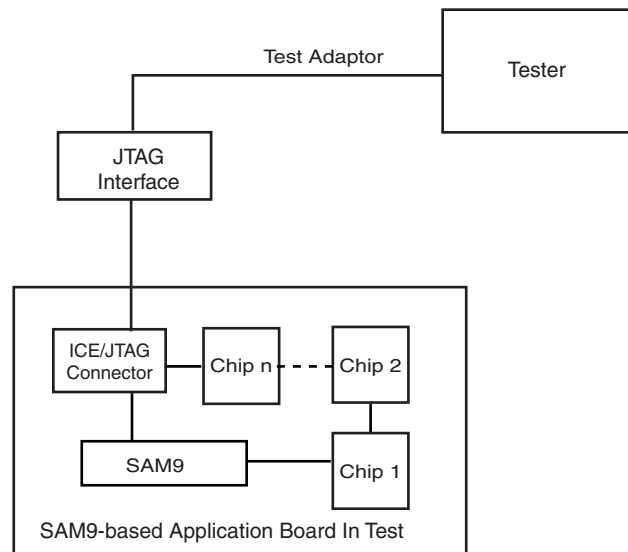 Test Adaptor
Tester
JTAG
Interface
ICE/JTAG
Connector
Chip n
Chip 2
SAM9
Chip 1
SAM9-based Application Board In Test